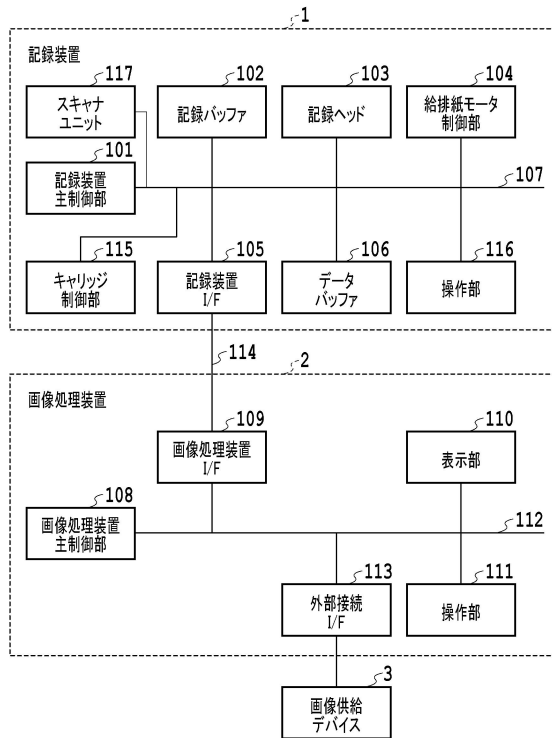 1
記録装置
117
102
103
104
スキャナ
ユニット
記録バッファ
記録ヘッド
給排紙モータ
制御部
101
記録装置
主制御部
107
115
105
106
116
キャリッジ
制御部
記録装置
I/F
データ
バッファ
操作部
114
2
画像処理装置
109
110
画像処理装置
I/F
表示部
108
画像処理装置
主制御部
112
113
111
外部接続
I/F
操作部
3
画像供給
デバイス